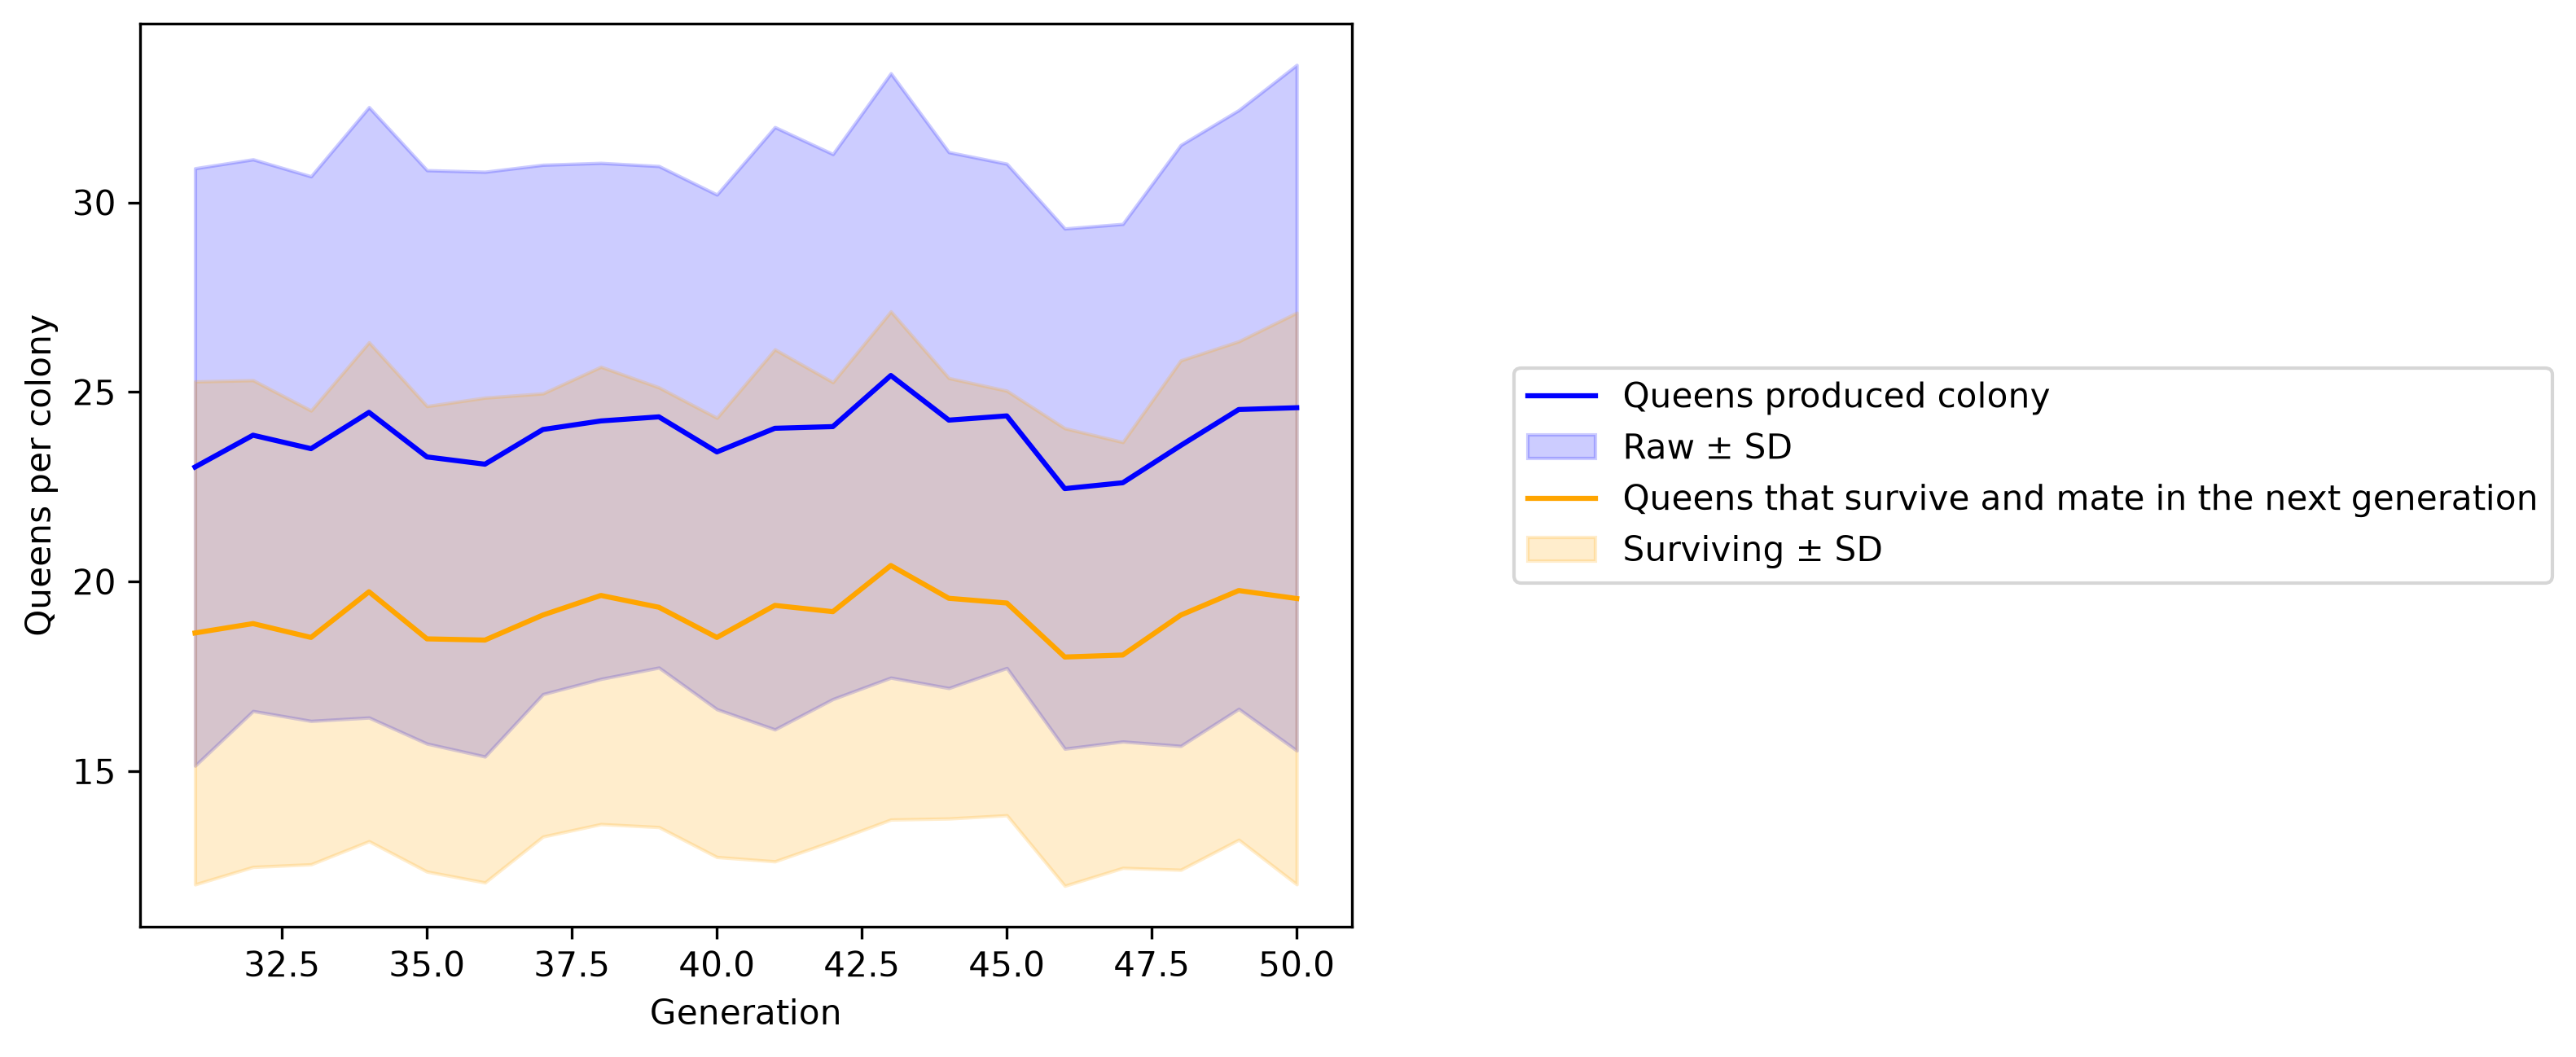 30
25
20
15
Queens per colony
32.5 35.0 37.5 40.0 42.5 45.0 47.5 50.0
Generation
Queens produced colony
Raw ± SD
Queens that survive and mate in the next generation
Surviving ± SD